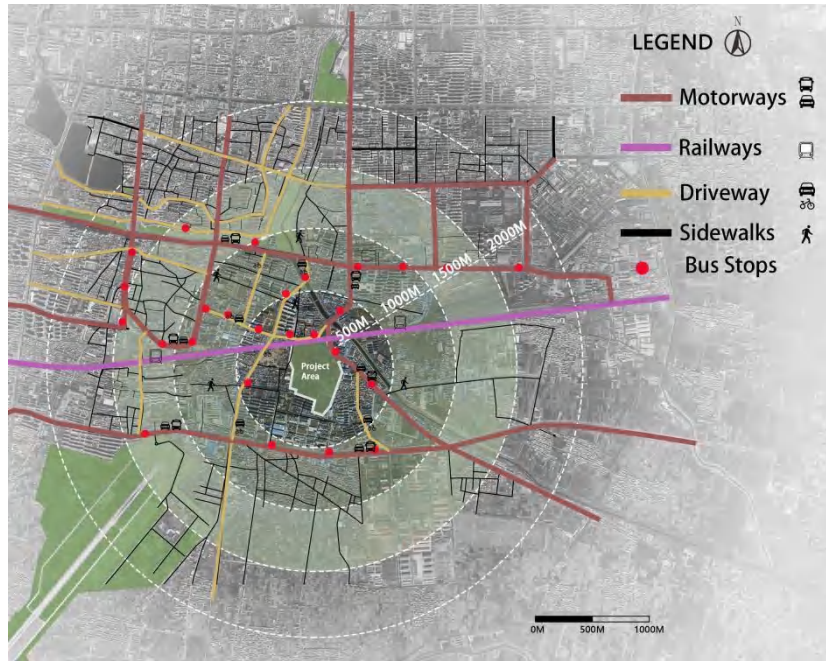 N
LEGEND
Motorways
Railways
Driveway
Sidewalks
Bus Stops
2000M
1500M
1000M
500M
Project
Area
0M 500M 1000M